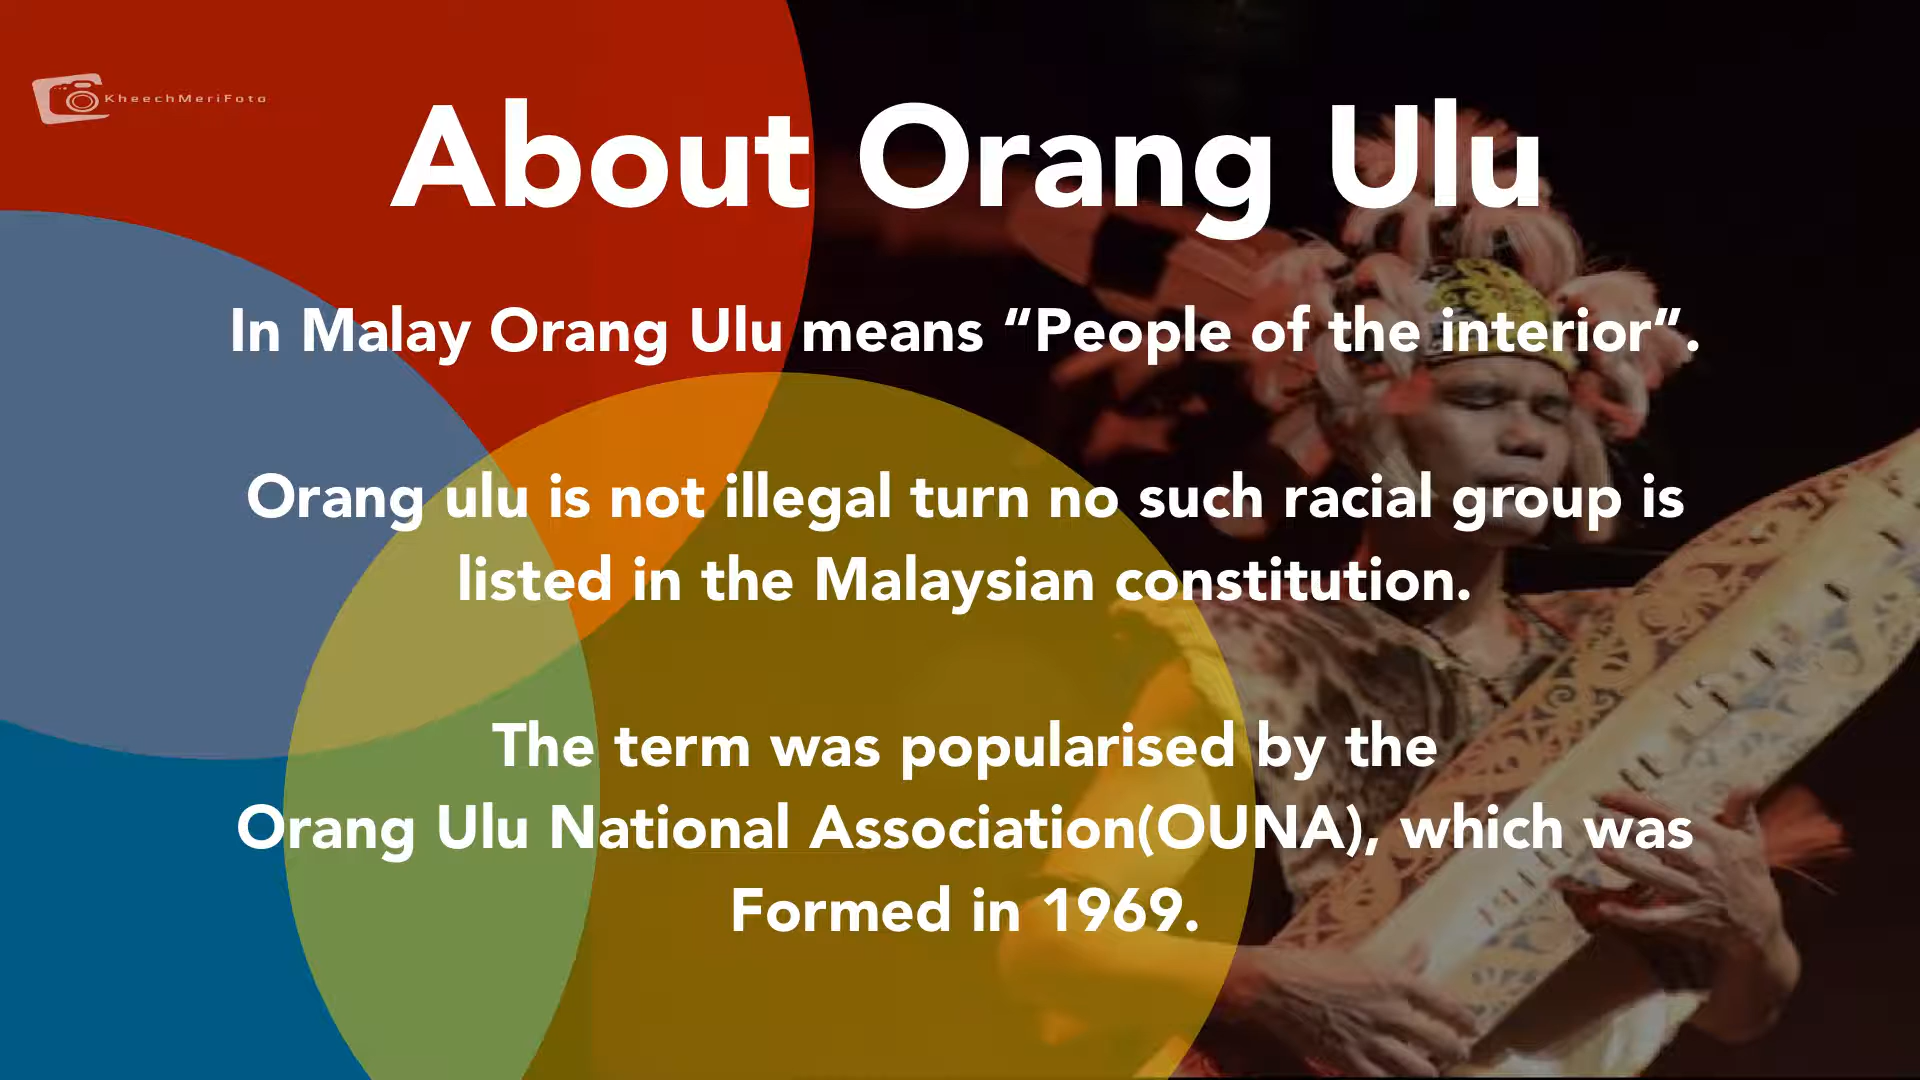 KheechMeriFoto
About Orang Ulu
In Malay Orang Ulu means “People of the interior”.
Orang ulu is not illegal turn no such racial group is
listed in the Malaysian constitution.
The term was popularised by the
Orang Ulu National Association(OUNA), which was
Formed in 1969.